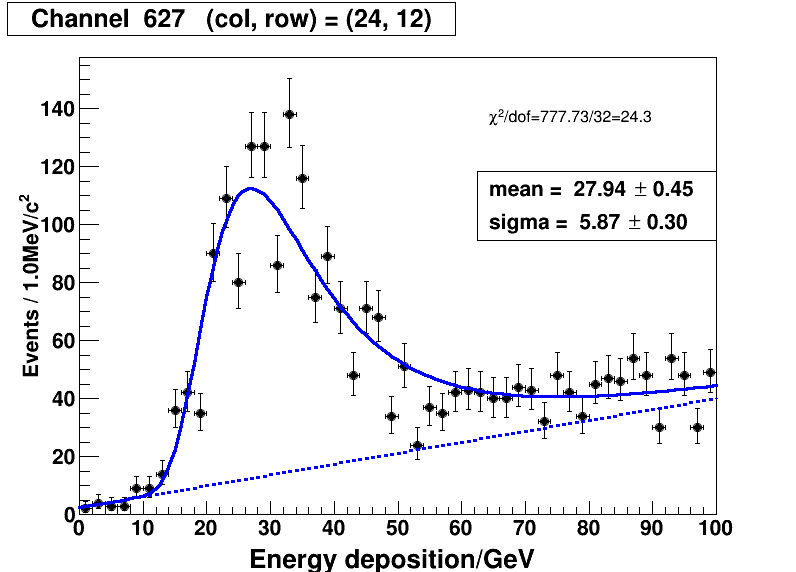 Channel 627 (col, row) = (24, 12)
χ²/dof=777.73/32=24.3
mean = 27.94 ± 0.45
sigma = 5.87 ± 0.30
Events / 1.0MeV/c²
140
120
100
80
60
40
20
0
0 10 20 30 40 50 60 70 80 90 100
Energy deposition/GeV